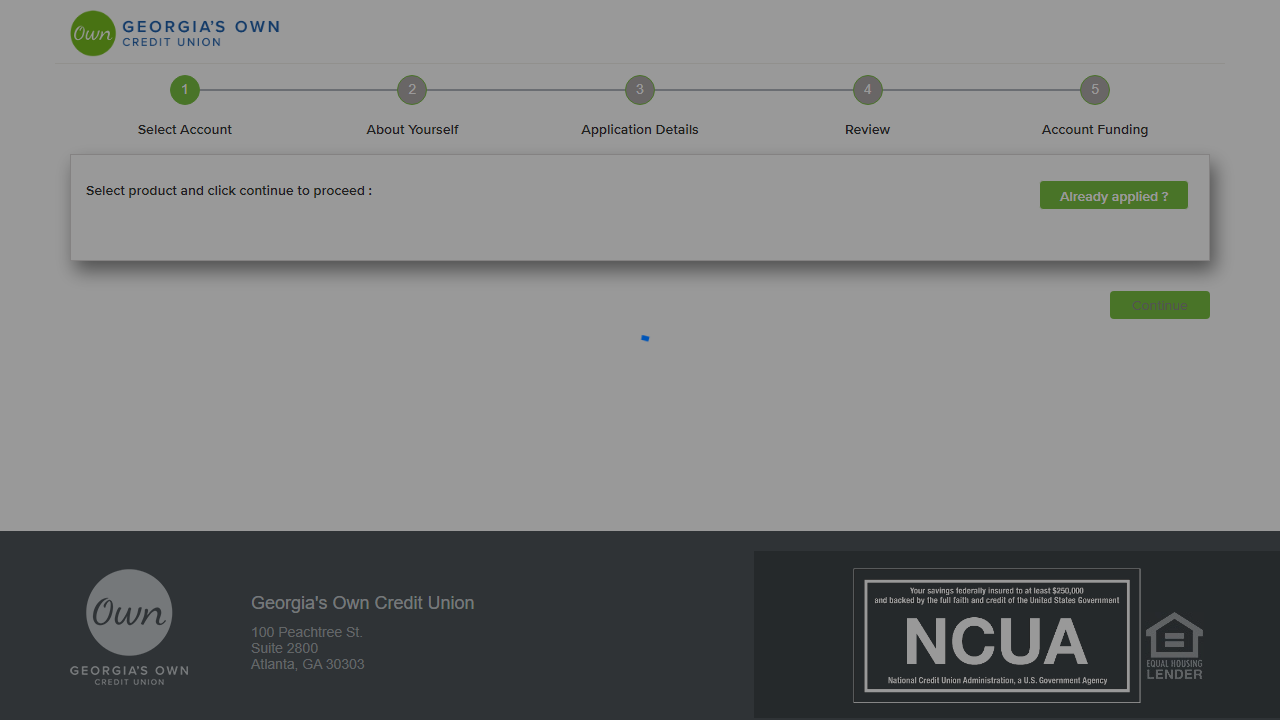 Own
GEORGIA'S OWN
CREDIT UNION
1
2
3
4
5
Select Account
About Yourself
Application Details
Review
Account Funding
Select product and click continue to proceed :
Already applied ?
Continue
Own
GEORGIA'S OWN
CREDIT UNION
Georgia's Own Credit Union
100 Peachtree St.
Suite 2800
Atlanta, GA 30303
Your savings federally insured to at least $250,000
and backed by the full faith and credit of the United States Government
NCUA
National Credit Union Administration, a U.S. Government Agency
EQUAL HOUSING
LENDER